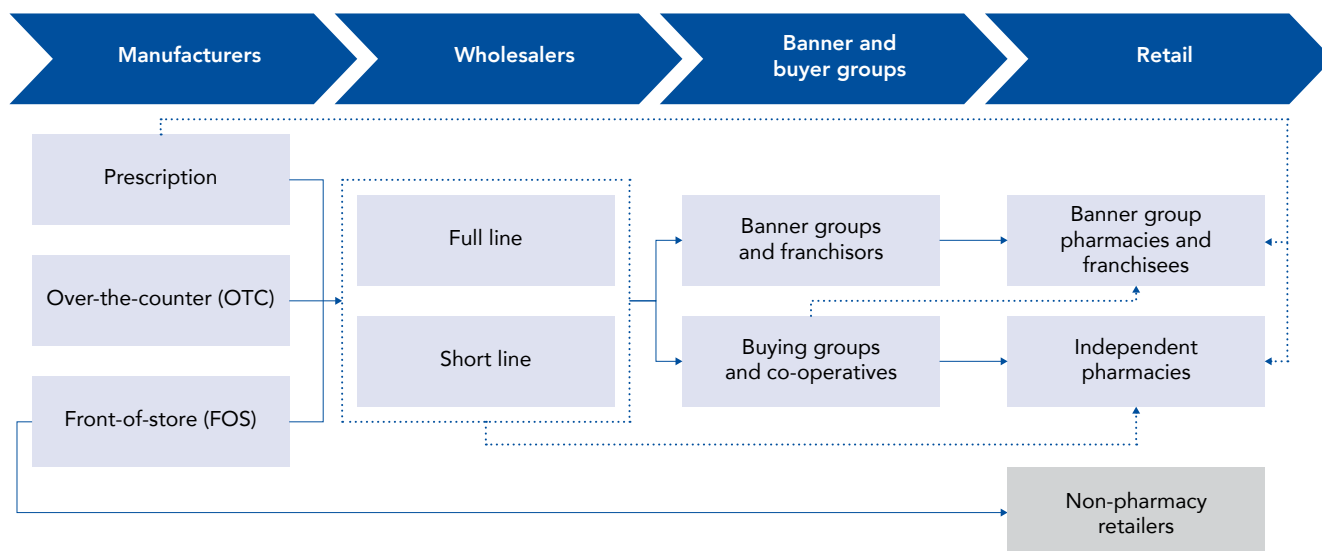 Manufacturers
Wholesalers
Banner and
buyer groups
Retail
Prescription
Over-the-counter (OTC)
Front-of-store (FOS)
Full line
Short line
Banner groups
and franchisors
Buying groups
and co-operatives
Banner group
pharmacies and
franchisees
Independent
pharmacies
Non-pharmacy
retailers